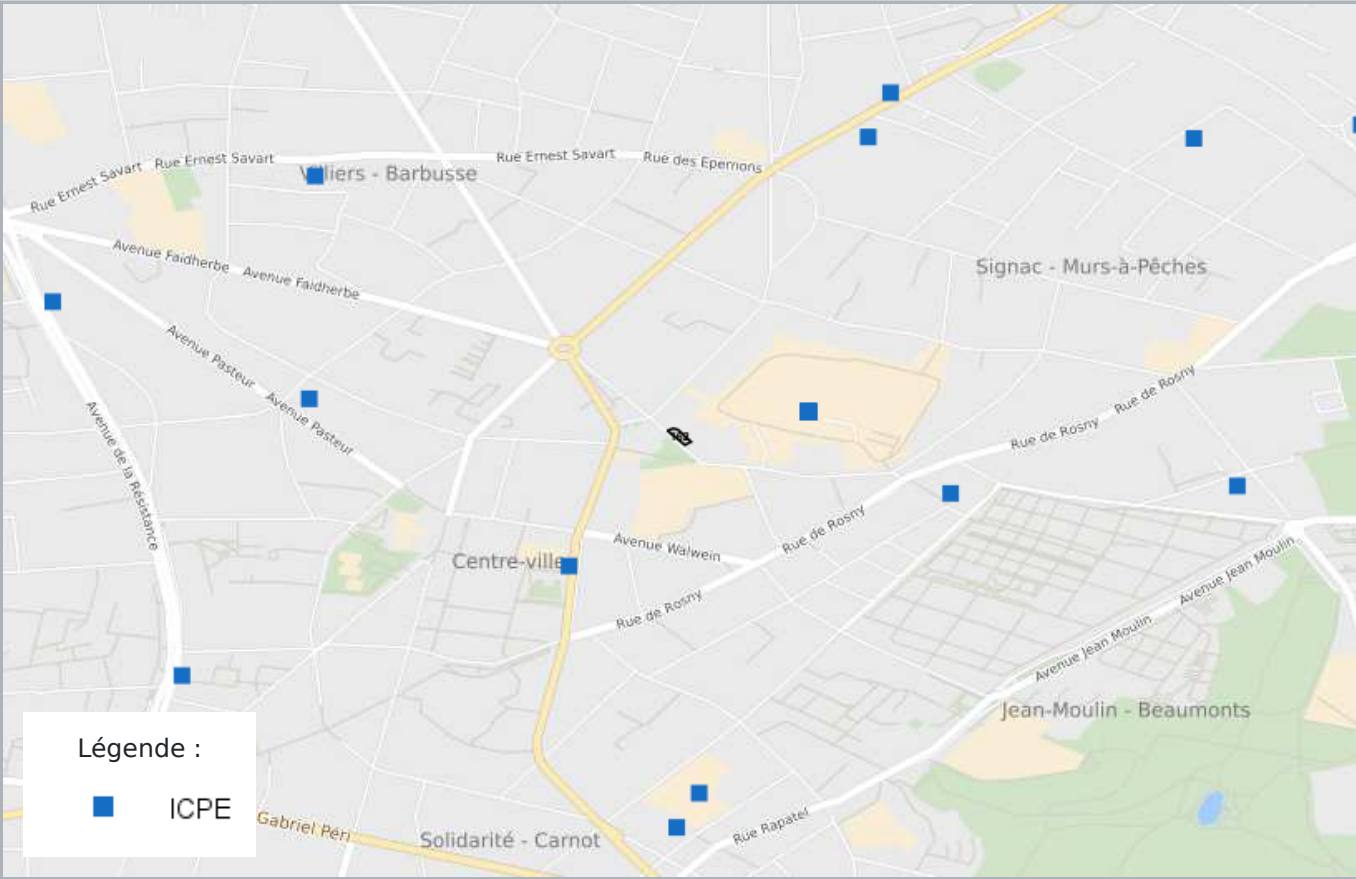 Rue Ernest Savart
Rue Ernest Savart
Villiers - Barbusse
Rue Ernest Savart
Rue des Epernons
Avenue Faidherbe
Avenue Faidherbe
Signac - Murs-à-Pêches
Avenue Pasteur
Avenue Pasteur
Avenue de la Résistance
Rue de Rosny
Rue de Rosny
Rue de Rosny
Avenue Walwein
Centre-ville
Rue de Rosny
Avenue Jean Moulin
Avenue Jean Moulin
Jean-Moulin - Beaumonts
Légende :
ICPE
Gabriel Péri
Solidarité - Carnot
Rue Rapatel